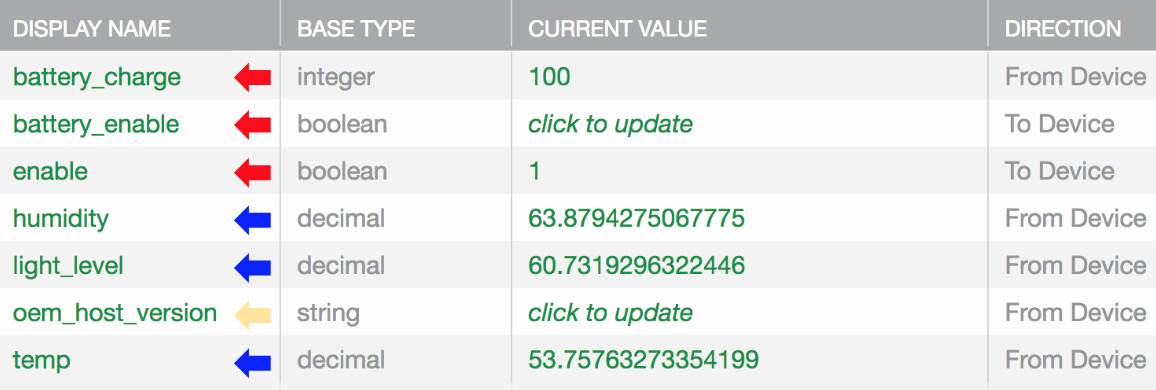 DISPLAY NAME BASE TYPE CURRENT VALUE DIRECTION
battery_charge integer 100 From Device
battery_enable boolean click to update To Device
enable boolean 1 To Device
humidity decimal 63.8794275067775 From Device
light_level decimal 60.7319296322446 From Device
oem_host_version string click to update From Device
temp decimal 53.75763273354199 From Device